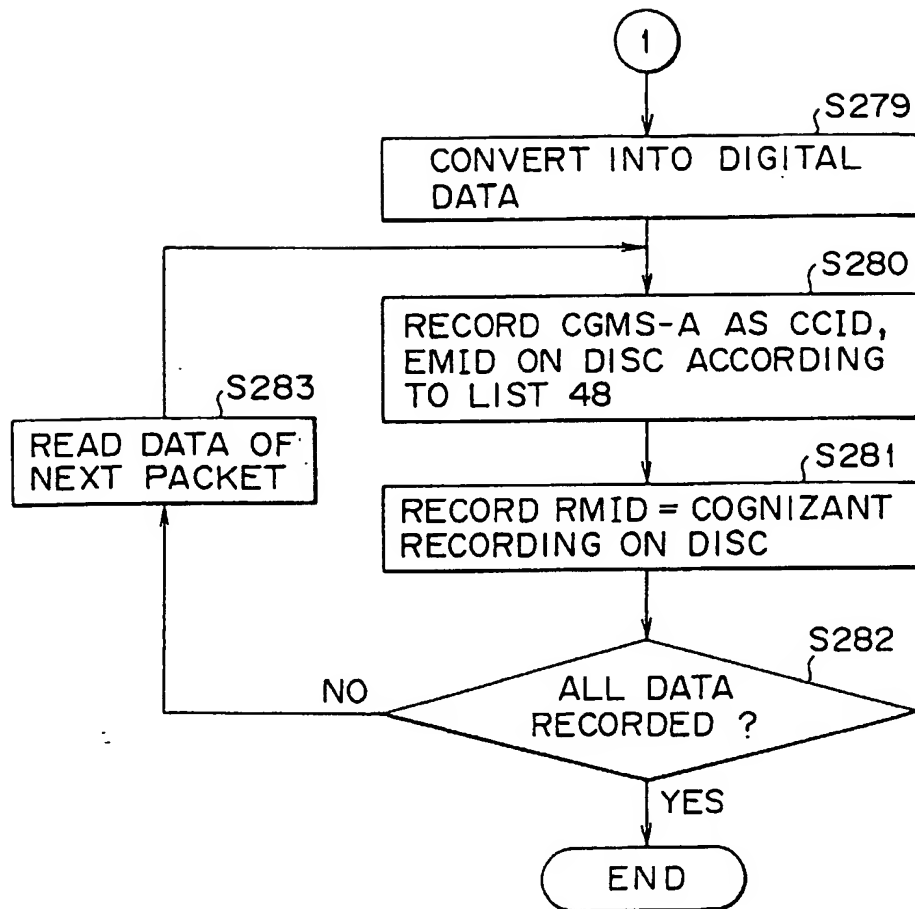 1
S279
CONVERT INTO DIGITAL
DATA
S280
RECORD CGMS-A AS CCID,
EMID ON DISC ACCORDING
TO LIST 48
S283
READ DATA OF
NEXT PACKET
S281
RECORD RMID = COGNIZANT
RECORDING ON DISC
S282
NO
ALL DATA
RECORDED ?
YES
END